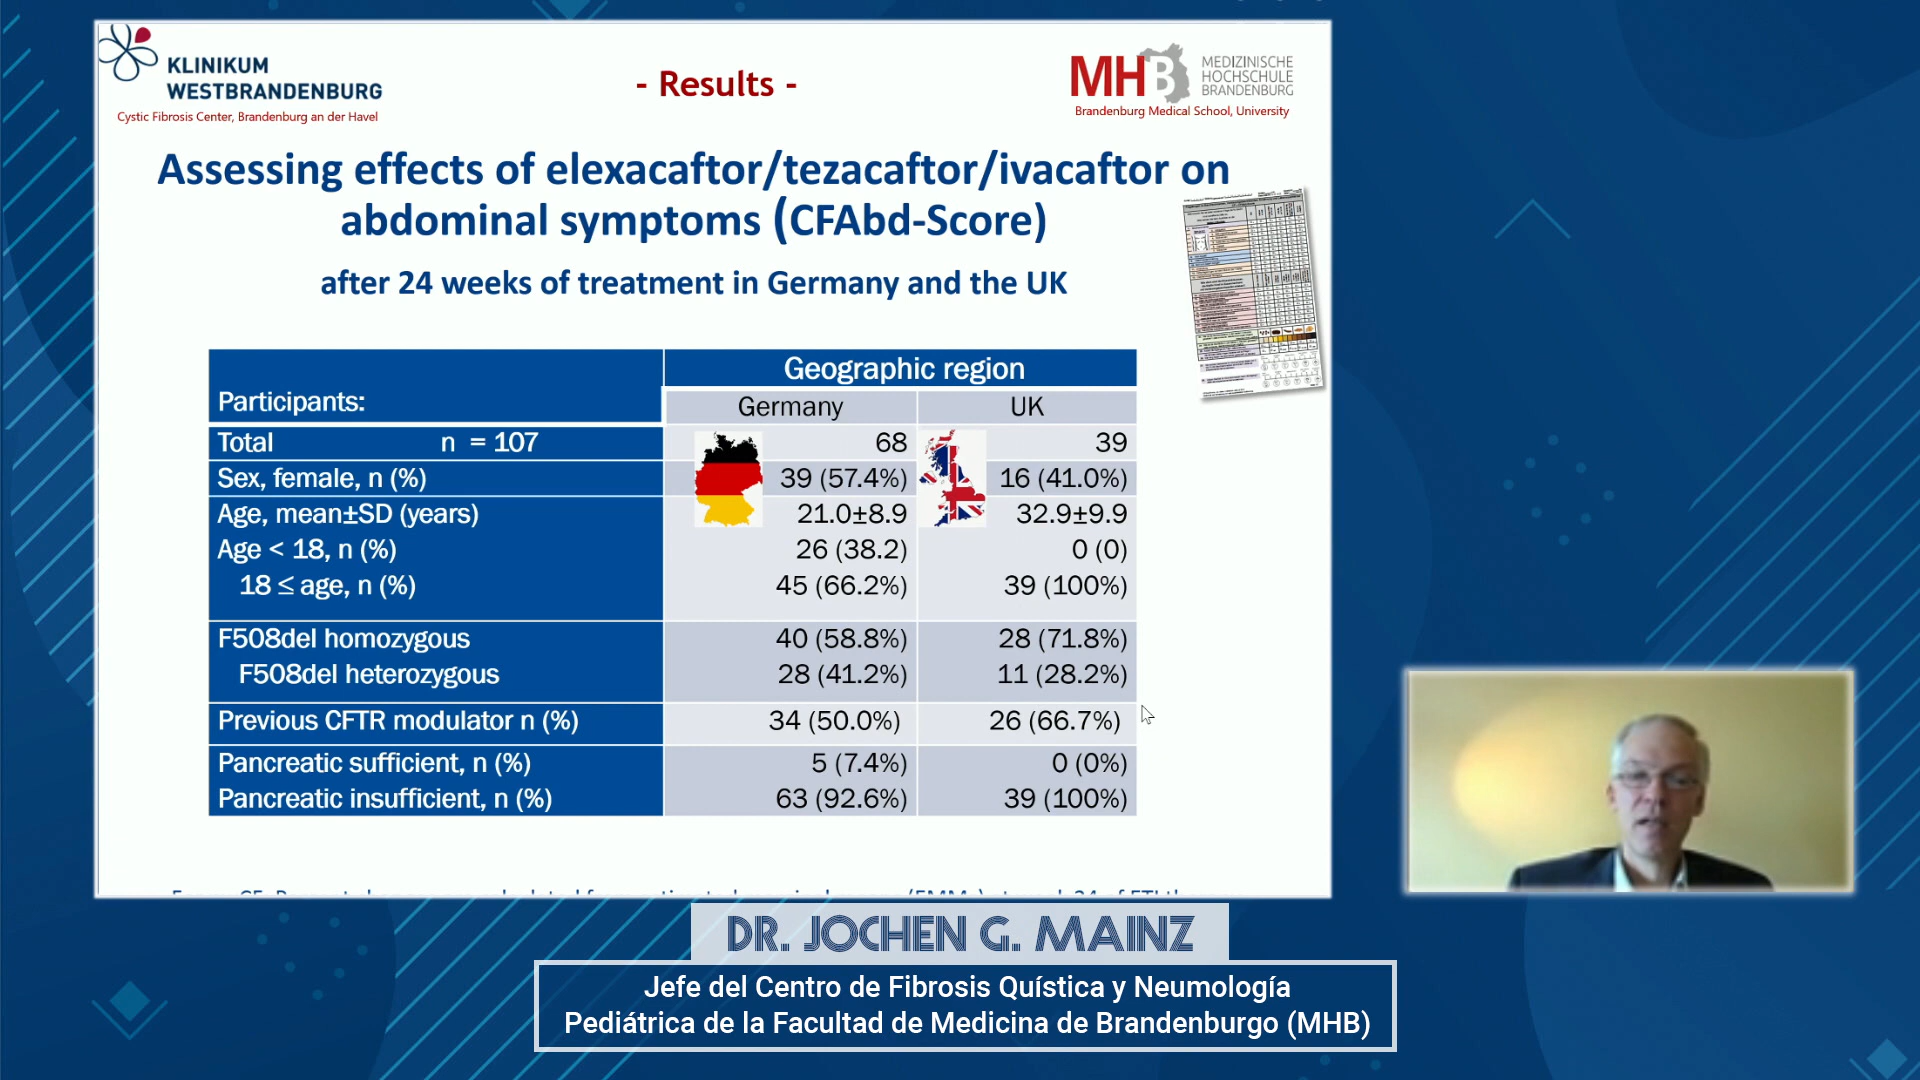 KLINIKUM
WESTBRANDENBURG
Cystic Fibrosis Center, Brandenburg an der Havel
- Results -
MHB MEDIZINISCHE
HOCHSCHULE
BRANDENBURG
Brandenburg Medical School, University
Assessing effects of elexacaftor/tezacaftor/ivacaftor on
abdominal symptoms (CFAbd-Score)
after 24 weeks of treatment in Germany and the UK
Geographic region
Participants:
Germany UK
Total n = 107 68 39
Sex, female, n (%) 39 (57.4%) 16 (41.0%)
Age, mean±SD (years) 21.0±8.9 32.9±9.9
Age < 18, n (%) 26 (38.2) 0 (0)
18 ≤ age, n (%) 45 (66.2%) 39 (100%)
F508del homozygous 40 (58.8%) 28 (71.8%)
F508del heterozygous 28 (41.2%) 11 (28.2%)
Previous CFTR modulator n (%) 34 (50.0%) 26 (66.7%)
Pancreatic sufficient, n (%) 5 (7.4%) 0 (0%)
Pancreatic insufficient, n (%) 63 (92.6%) 39 (100%)
DR. JOCHEN G. MAINZ
Jefe del Centro de Fibrosis Quística y Neumología
Pediátrica de la Facultad de Medicina de Brandenburgo (MHB)